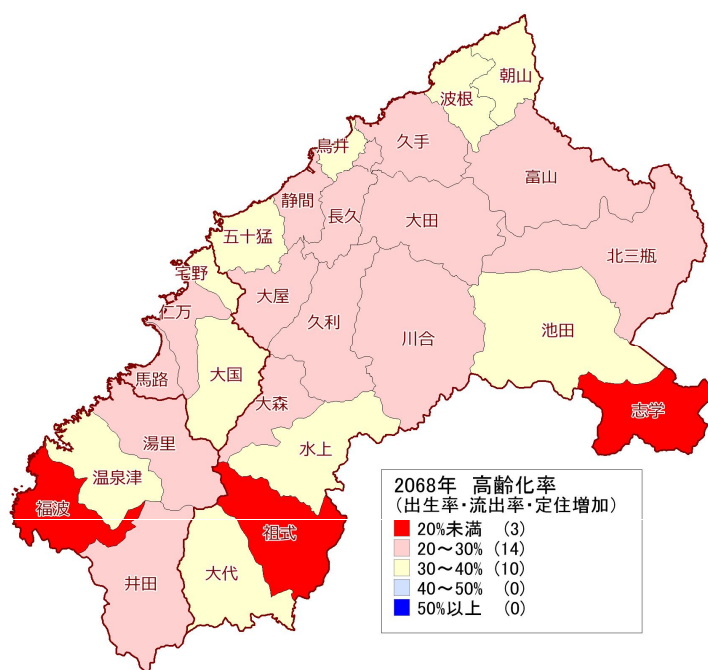 朝山
波根
鳥井
久手
富山
静間
長久
大田
五十猛
北三瓶
宅野
大屋
仁万
久利
川合
池田
馬路
大国
大森
志学
湯里
水上
温泉津
福波
祖式
井田
大代
2068年 高齢化率
(出生率・流出率・定住増加)
20%未満 (3)
20～30% (14)
30～40% (10)
40～50% (0)
50%以上 (0)